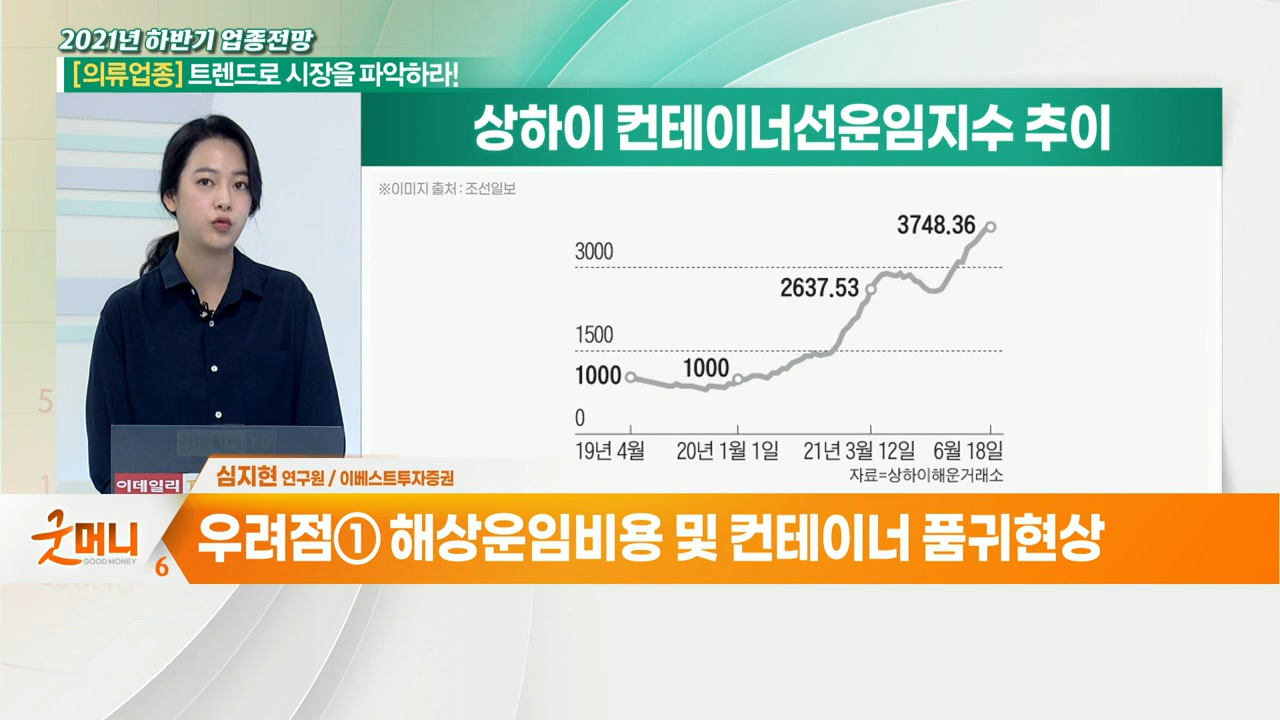 2021년 하반기 업종전망
[의류업종] 트렌드로 시장을 파악하라!
상하이 컨테이너선운임지수 추이
※이미지 출처 : 조선일보
3748.36
3000
2637.53
1500
1000
1000
0
19년 4월 20년 1월 1일 21년 3월 12일 6월 18일
자료=상하이해운거래소
5
1
이데일리
심지현 연구원 / 이베스트투자증권
굿머니
GOOD MONEY
6
우려점① 해상운임비용 및 컨테이너 품귀현상